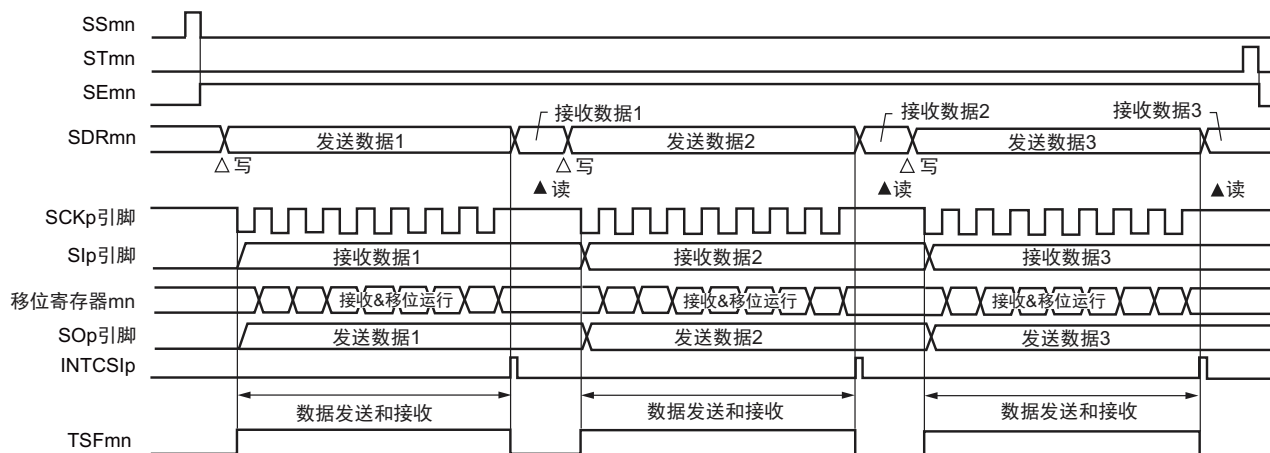 SSmn
STmn
SEmn
接收数据1
接收数据2
接收数据3
SDRmn
发送数据1
发送数据2
发送数据3
△写
△写
△写
▲读
▲读
▲读
SCKp引脚
SIp引脚
接收数据1
接收数据2
接收数据3
移位寄存器mn
接收&移位运行
接收&移位运行
接收&移位运行
SOp引脚
发送数据1
发送数据2
发送数据3
INTCSIp
数据发送和接收
数据发送和接收
数据发送和接收
TSFmn